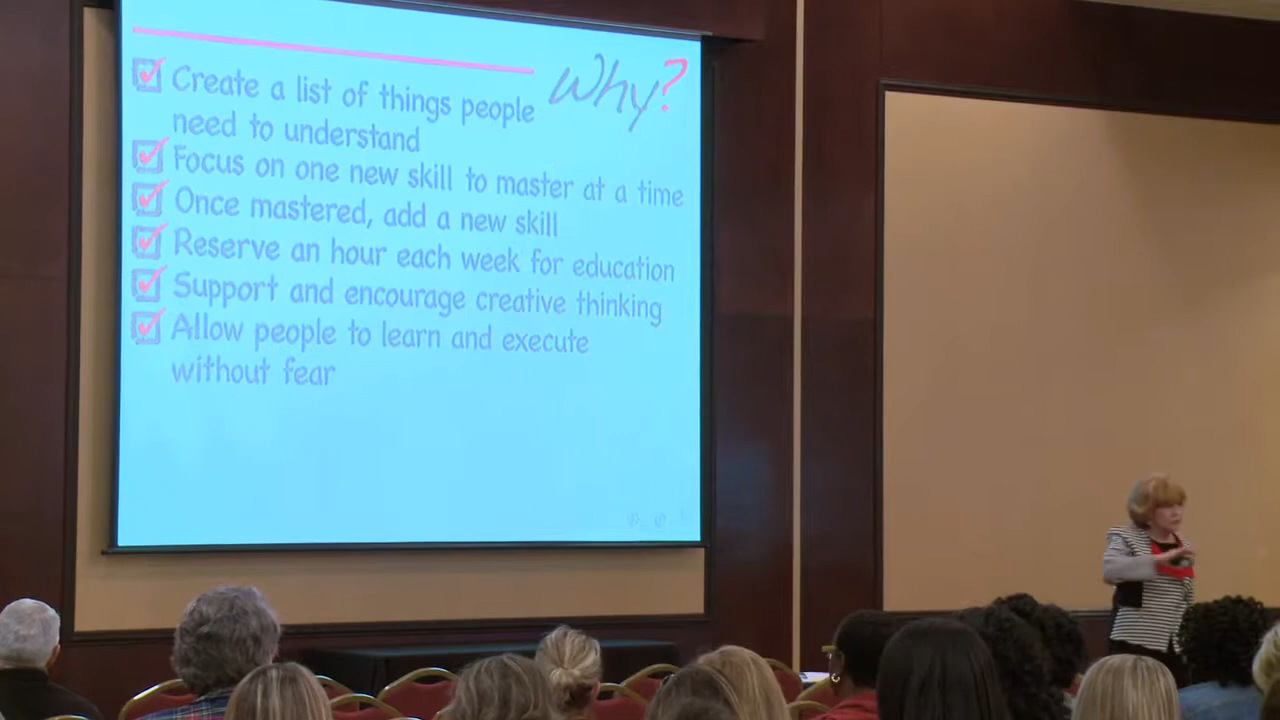 Why?
Create a list of things people
need to understand
Focus on one new skill to master at a time
Once mastered, add a new skill
Reserve an hour each week for education
Support and encourage creative thinking
Allow people to learn and execute
without fear